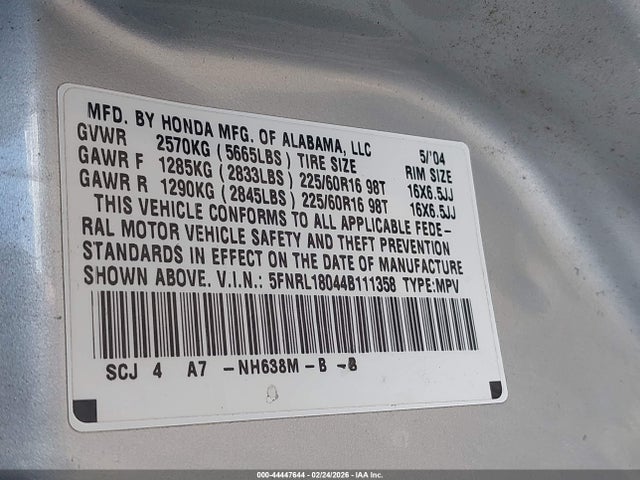 MFD. BY HONDA MFG. OF ALABAMA, LLC 5/'04
GVWR 2570KG (5665LBS) TIRE SIZE RIM SIZE
GAWR F 1285KG (2833LBS) 225/60R16 98T 16X6.5JJ
GAWR R 1290KG (2845LBS) 225/60R16 98T 16X6.5JJ
THIS VEHICLE CONFORMS TO ALL APPLICABLE FEDE-
RAL MOTOR VEHICLE SAFETY AND THEFT PREVENTION
STANDARDS IN EFFECT ON THE DATE OF MANUFACTURE
SHOWN ABOVE. V.I.N.: 5FNRL18044B111358 TYPE:MPV
SCJ 4 A7 -NH638M-B -B
000-44447644 | 02/24/2026 | IAA Inc.